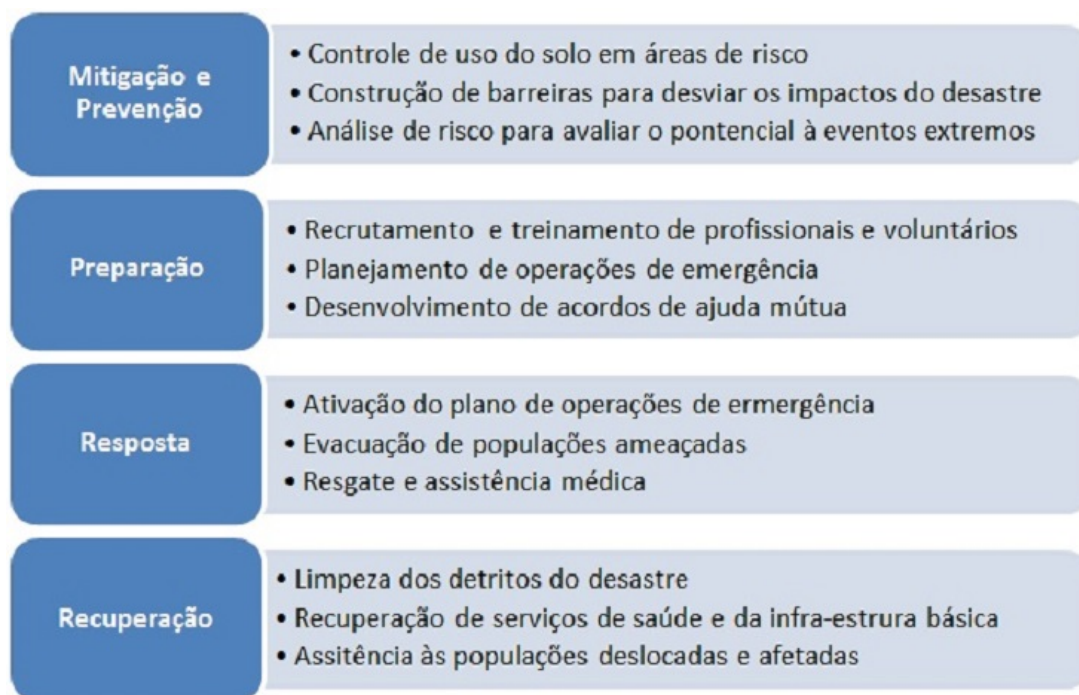 Mitigação e
Prevenção
• Controle de uso do solo em áreas de risco
• Construção de barreiras para desviar os impactos do desastre
• Análise de risco para avaliar o pontencial à eventos extremos
Preparação
• Recrutamento e treinamento de profissionais e voluntários
• Planejamento de operações de emergência
• Desenvolvimento de acordos de ajuda mútua
Resposta
• Ativação do plano de operações de ermergência
• Evacuação de populações ameaçadas
• Resgate e assistência médica
Recuperação
• Limpeza dos detritos do desastre
• Recuperação de serviços de saúde e da infra-estrura básica
• Assitência às populações deslocadas e afetadas